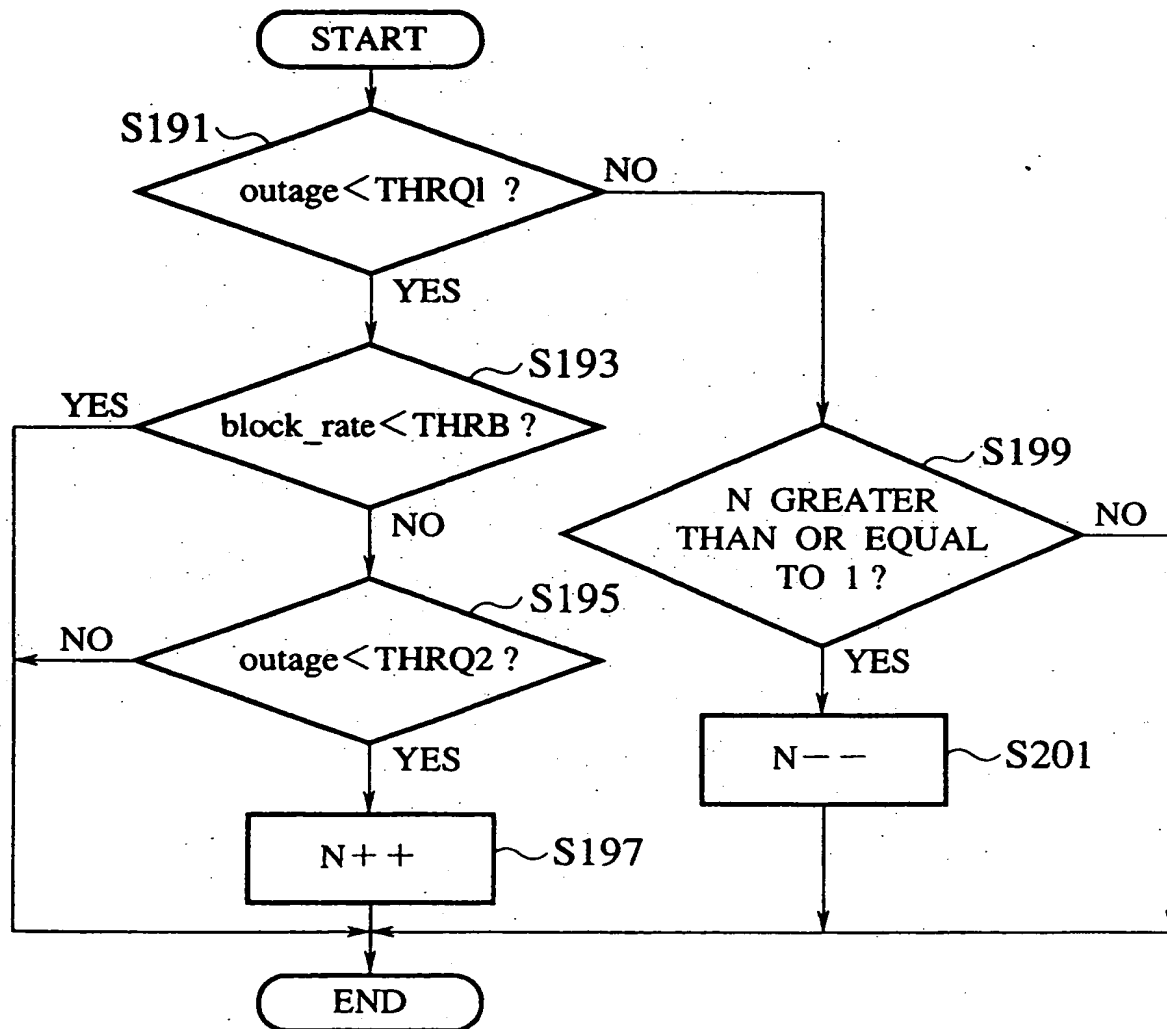 START
S191
outage<THRQ1 ?
NO
YES
S193
YES
block_rate<THRB ?
NO
S199
N GREATER
THAN OR EQUAL
TO 1 ?
NO
S195
NO
outage<THRQ2 ?
YES
YES
N--
S201
N++
S197
END